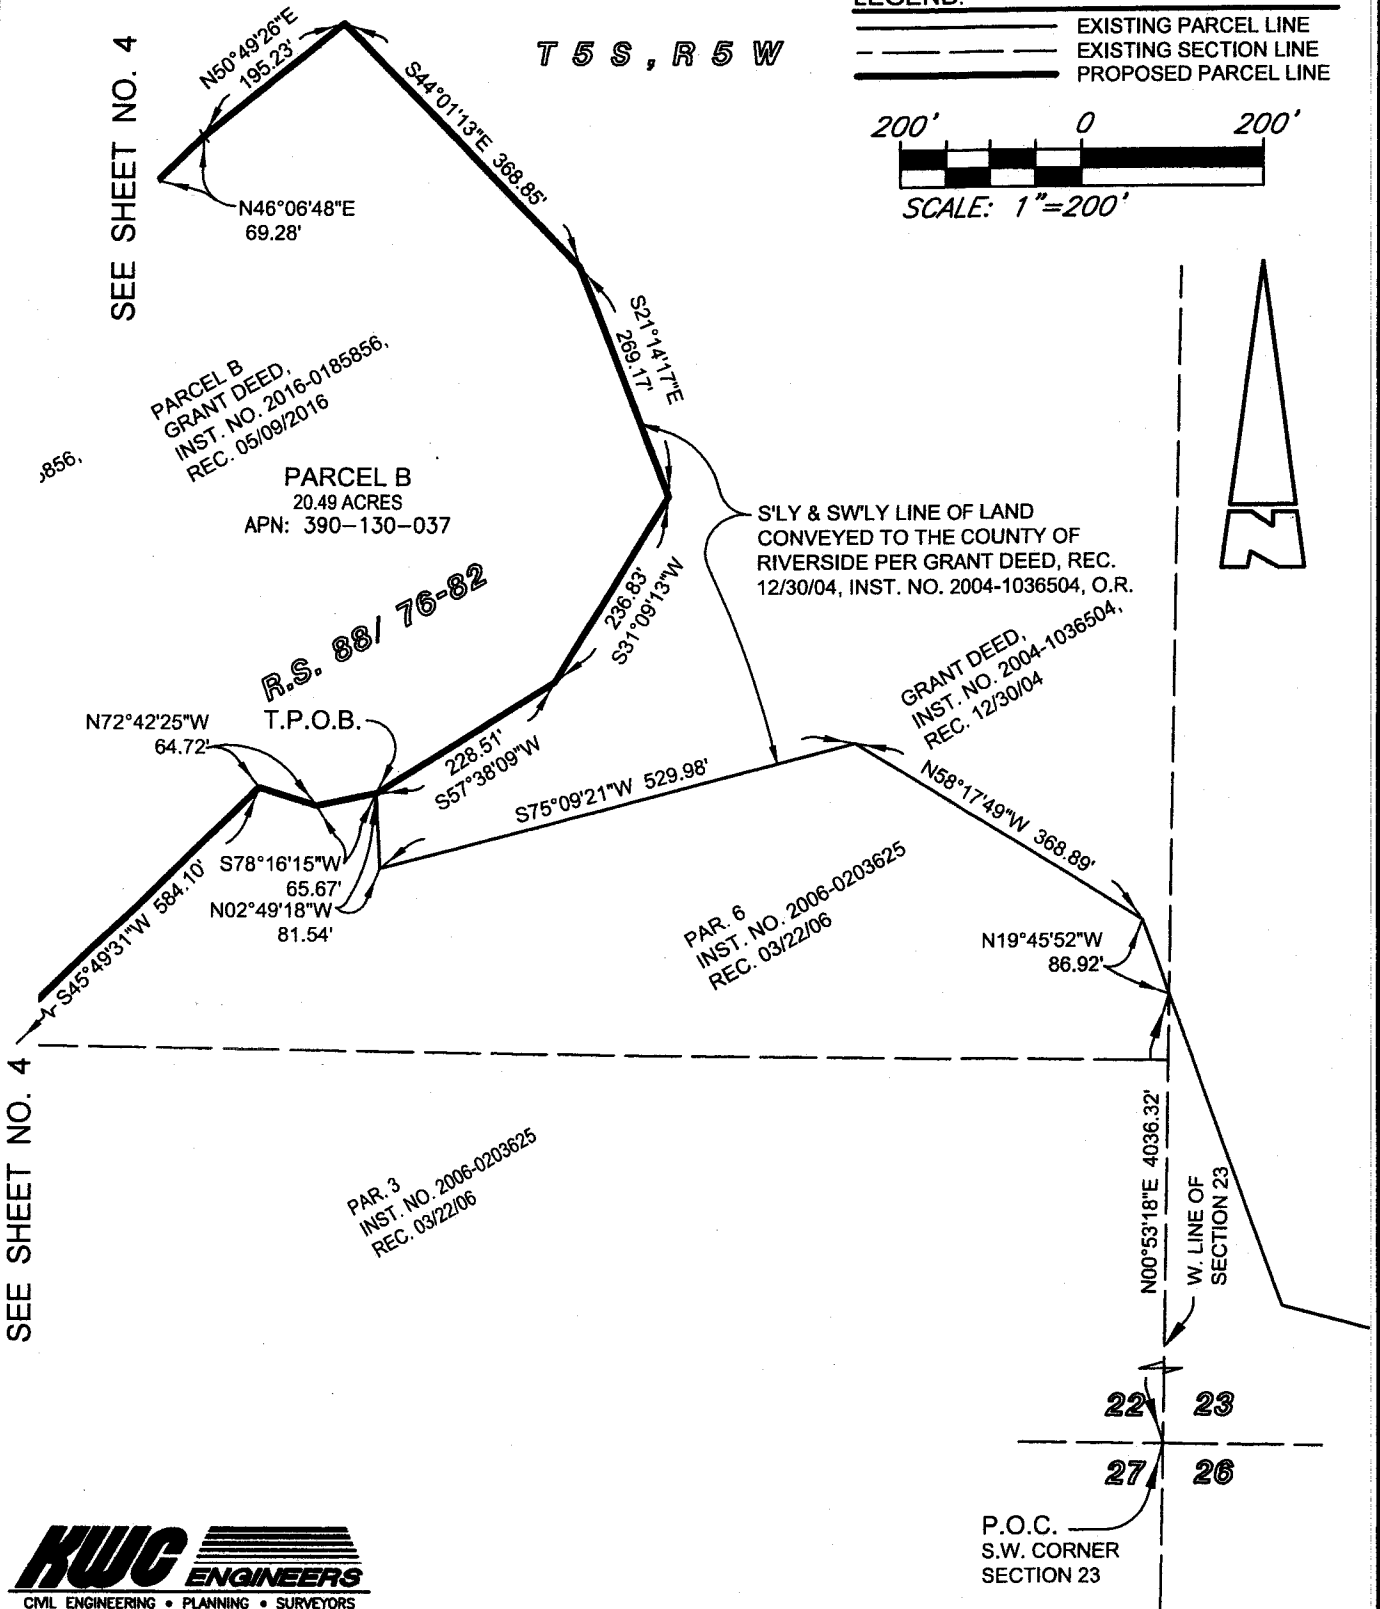 LEGEND:
EXISTING PARCEL LINE
EXISTING SECTION LINE
PROPOSED PARCEL LINE
T 5 S , R 5 W
200' 0 200'
SCALE: 1"=200'
SEE SHEET NO. 4
N50°49'26"E
195.23'
S44°01'13"E 368.85'
N46°06'48"E
69.28'
S21°14'17"E
269.17'
PARCEL B
GRANT DEED,
INST. NO. 2016-0185856,
REC. 05/09/2016
5856,
PARCEL B
20.49 ACRES
APN: 390-130-037
S'LY & SW'LY LINE OF LAND
CONVEYED TO THE COUNTY OF
RIVERSIDE PER GRANT DEED, REC.
12/30/04, INST. NO. 2004-1036504, O.R.
N
R.S. 88/ 76-82
236.83'
S31°09'13"W
GRANT DEED,
INST. NO. 2004-1036504,
REC. 12/30/04
T.P.O.B.
N72°42'25"W
64.72'
228.51'
S57°38'09"W
S75°09'21"W 529.98'
N58°17'49"W 368.89'
S78°16'15"W
65.67'
N02°49'18"W
81.54'
S45°49'31"W 584.10'
PAR. 6
INST. NO. 2006-0203625
REC. 03/22/06
N19°45'52"W
86.92'
SEE SHEET NO. 4
PAR. 3
INST. NO. 2006-0203625
REC. 03/22/06
N00°53'18"E 4036.32'
W. LINE OF
SECTION 23
22 23
27 26
P.O.C.
S.W. CORNER
SECTION 23
KWC
ENGINEERS
CIVIL ENGINEERING • PLANNING • SURVEYORS